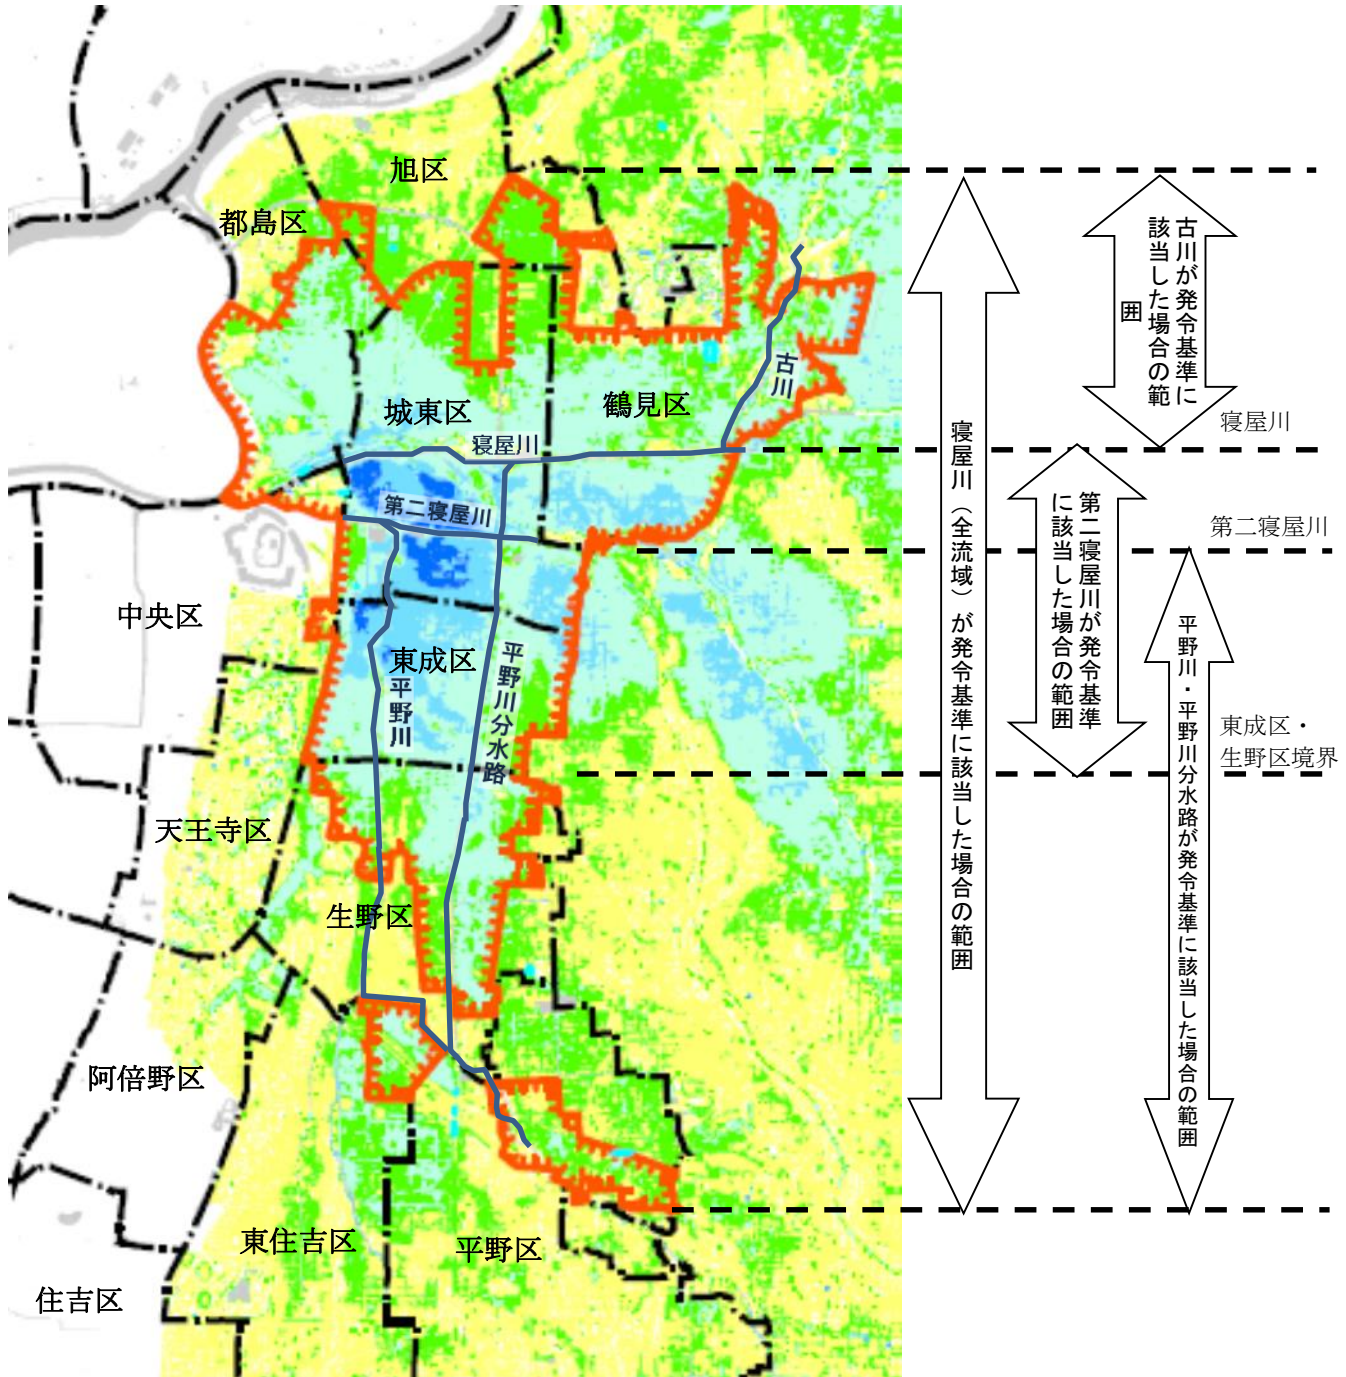 旭区
都島区
古川
城東区
鶴見区
寝屋川
第二寝屋川
中央区
東成区
平野川
平野川分水路
天王寺区
生野区
阿倍野区
東住吉区
平野区
住吉区
寝屋川（全流域）が発令基準に該当した場合の範囲
古川が発令基準に
該当した場合の範
囲
寝屋川
第二寝屋川が発令基準
に該当した場合の範囲
第二寝屋川
平野川・平野川分水路が発令基準に該当した場合の範囲
東成区・
生野区境界